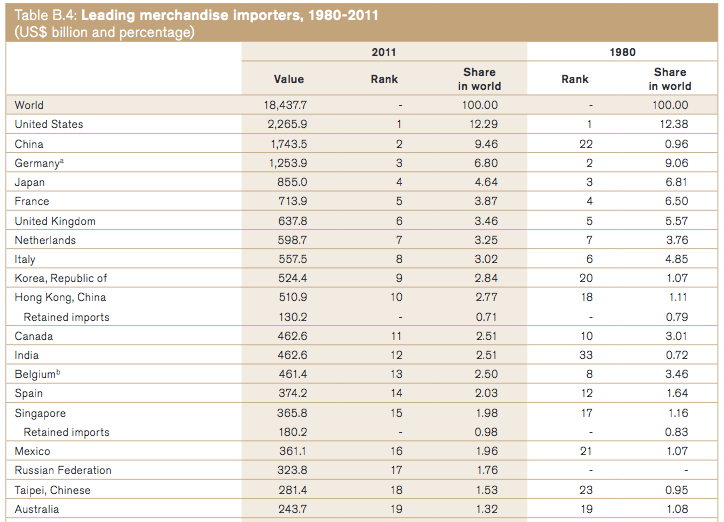 Table B.4: Leading merchandise importers, 1980-2011
(US$ billion and percentage)
2011 1980
Value Rank Share in world Rank Share in world
World 18,437.7 - 100.00 - 100.00
United States 2,265.9 1 12.29 1 12.38
China 1,743.5 2 9.46 22 0.96
Germanyᵃ 1,253.9 3 6.80 2 9.06
Japan 855.0 4 4.64 3 6.81
France 713.9 5 3.87 4 6.50
United Kingdom 637.8 6 3.46 5 5.57
Netherlands 598.7 7 3.25 7 3.76
Italy 557.5 8 3.02 6 4.85
Korea, Republic of 524.4 9 2.84 20 1.07
Hong Kong, China 510.9 10 2.77 18 1.11
Retained imports 130.2 - 0.71 - 0.79
Canada 462.6 11 2.51 10 3.01
India 462.6 12 2.51 33 0.72
Belgiumᵇ 461.4 13 2.50 8 3.46
Spain 374.2 14 2.03 12 1.64
Singapore 365.8 15 1.98 17 1.16
Retained imports 180.2 - 0.98 - 0.83
Mexico 361.1 16 1.96 21 1.07
Russian Federation 323.8 17 1.76 - -
Taipei, Chinese 281.4 18 1.53 23 0.95
Australia 243.7 19 1.32 19 1.08